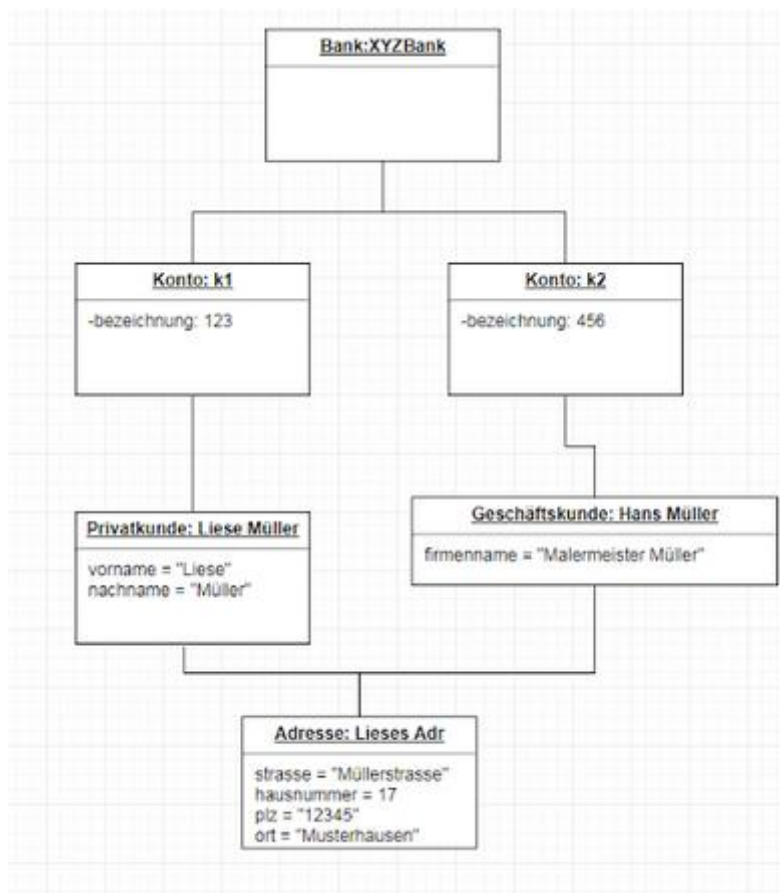 Bank:XYZBank
Konto: k1
-bezeichnung: 123
Konto: k2
-bezeichnung: 456
Privatkunde: Liese Müller
vorname = "Liese"
nachname = "Müller"
Geschäftskunde: Hans Müller
firmenname = "Malermeister Müller"
Adresse: Lieses Adr
strasse = "Müllerstrasse"
hausnummer = 17
plz = "12345"
ort = "Musterhausen"